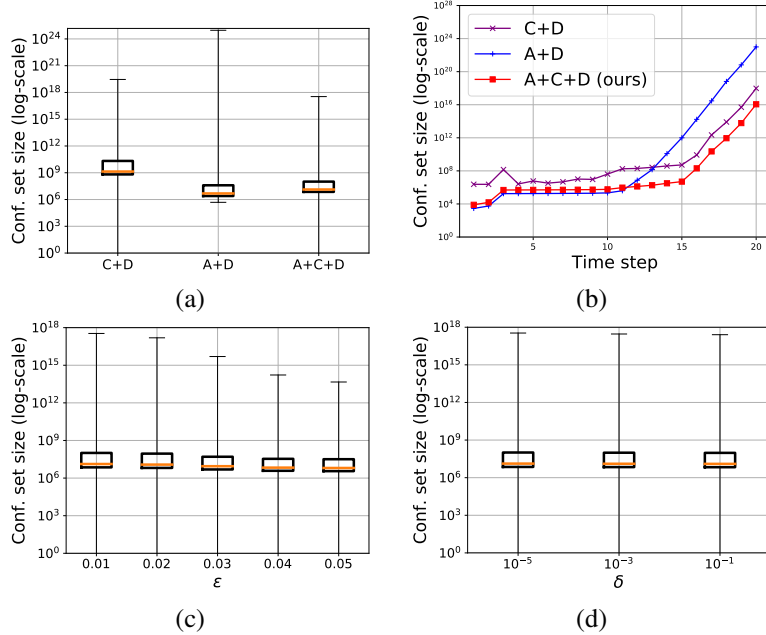 Conf. set size (log-scale)
10^24
10^21
10^18
10^15
10^12
10^9
10^6
10^3
10^0
C+D
A+D
A+C+D
(a)
Conf. set size (log-scale)
10^28
10^24
10^20
10^16
10^12
10^8
10^4
10^0
C+D
A+D
A+C+D (ours)
5
10
15
20
Time step
(b)
Conf. set size (log-scale)
10^18
10^15
10^12
10^9
10^6
10^3
10^0
0.01
0.02
0.03
0.04
0.05
ε
(c)
Conf. set size (log-scale)
10^18
10^15
10^12
10^9
10^6
10^3
10^0
10^−5
10^−3
10^−1
δ
(d)